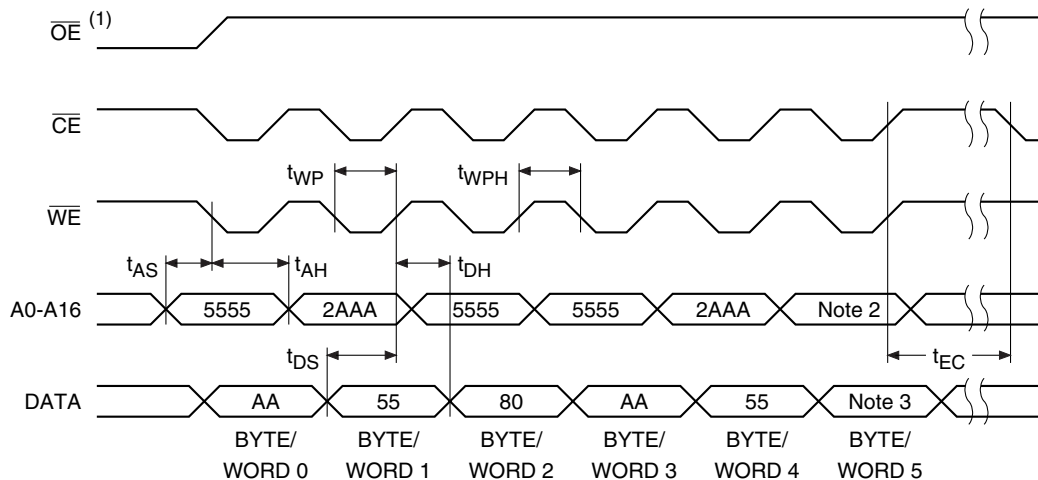 OE (1)
CE
tWP
tWPH
WE
tAS
tAH
tDH
A0-A16
5555
2AAA
5555
5555
2AAA
Note 2
tDS
tEC
DATA
AA
55
80
AA
55
Note 3
BYTE/
WORD 0
BYTE/
WORD 1
BYTE/
WORD 2
BYTE/
WORD 3
BYTE/
WORD 4
BYTE/
WORD 5